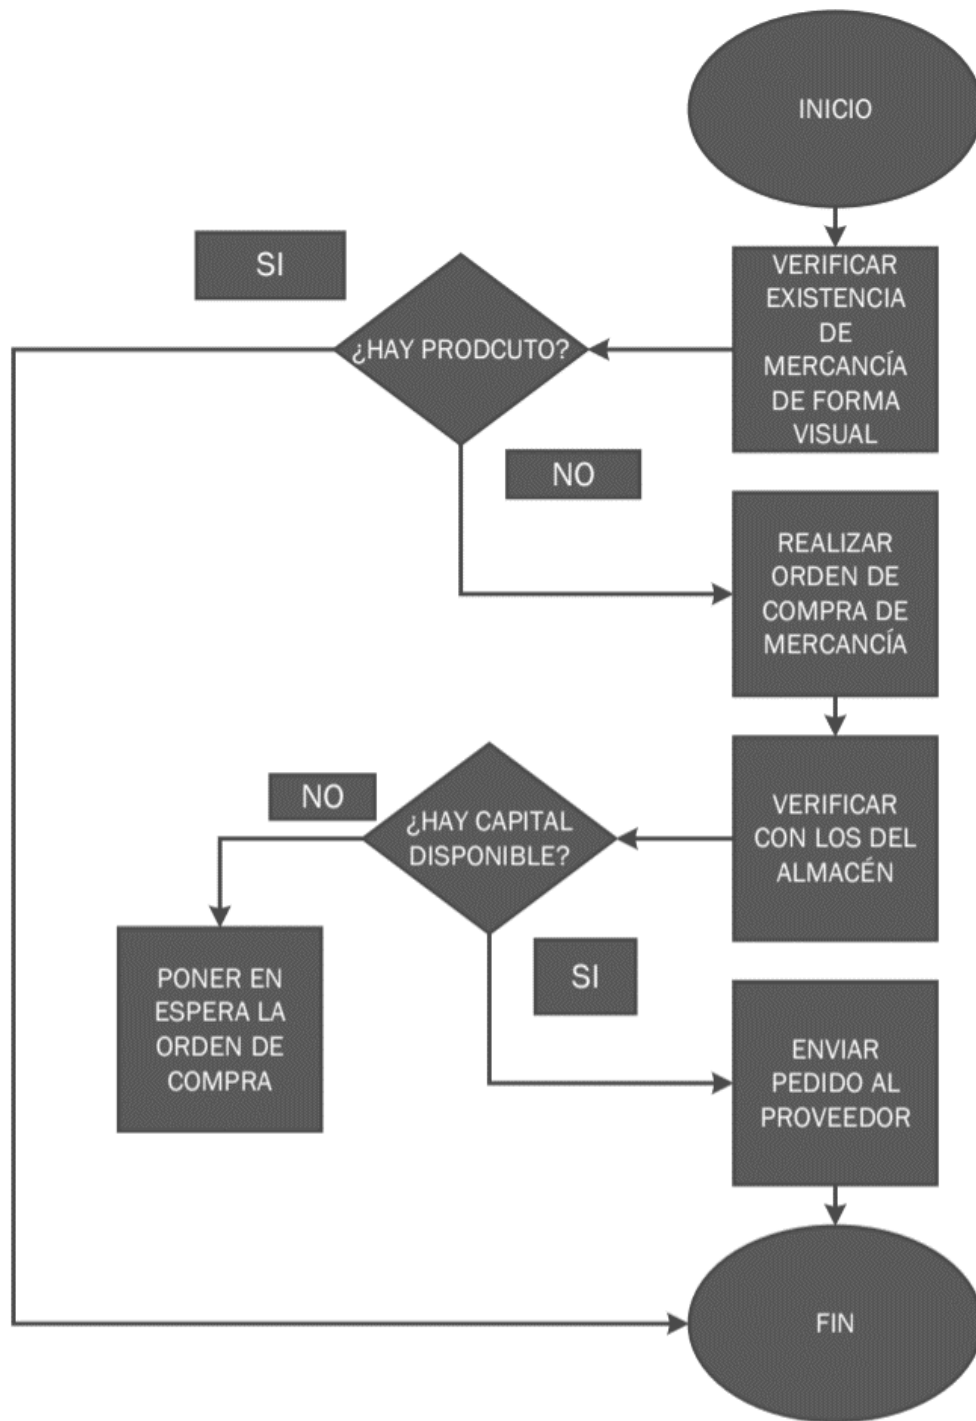 INICIO
VERIFICAR
EXISTENCIA
DE
MERCANCÍA
DE FORMA
VISUAL
SI
¿HAY PRODCUTO?
NO
REALIZAR
ORDEN DE
COMPRA DE
MERCANCÍA
VERIFICAR
CON LOS DEL
ALMACÉN
¿HAY CAPITAL
DISPONIBLE?
NO
PONER EN
ESPERA LA
ORDEN DE
COMPRA
SI
ENVIAR
PEDIDO AL
PROVEEDOR
FIN